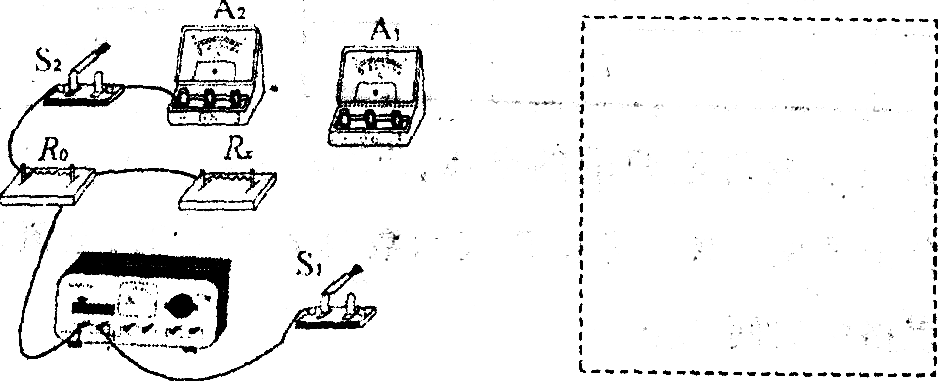 A₂
A₁
S₂
R₀
Rₓ
S₁